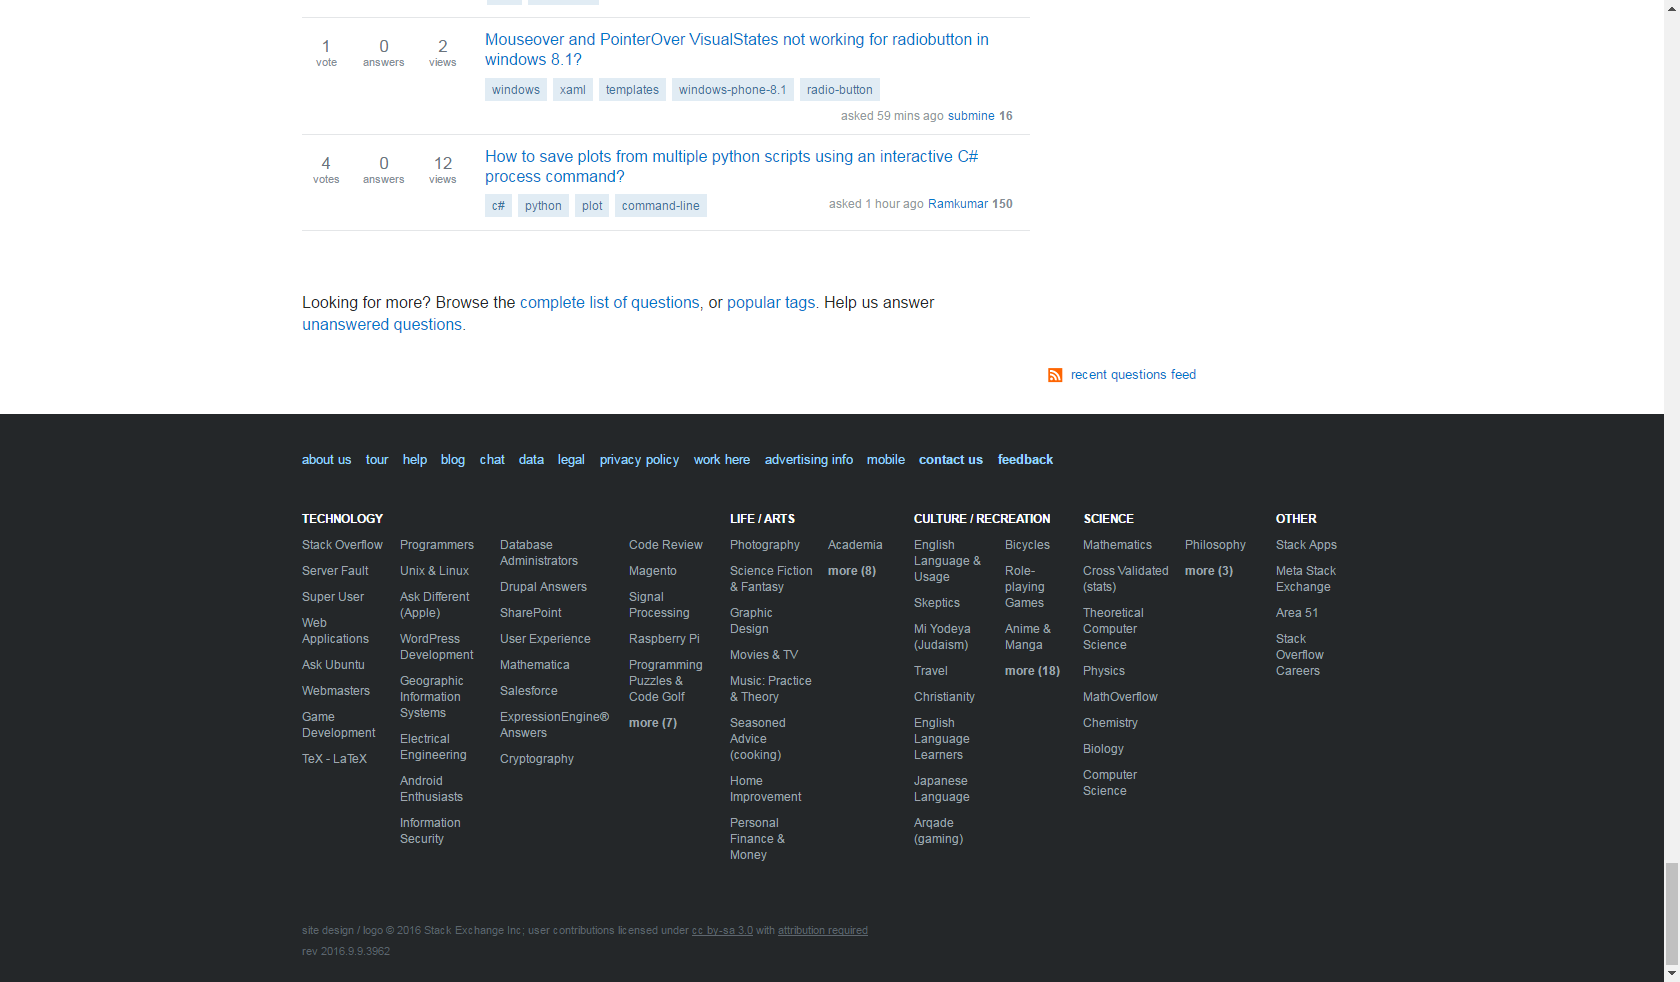 1 vote 0 answers 2 views
Mouseover and PointerOver VisualStates not working for radiobutton in
windows 8.1?
windows xaml templates windows-phone-8.1 radio-button
asked 59 mins ago submine 16
4 votes 0 answers 12 views
How to save plots from multiple python scripts using an interactive C#
process command?
c# python plot command-line
asked 1 hour ago Ramkumar 150
Looking for more? Browse the complete list of questions, or popular tags. Help us answer
unanswered questions.
recent questions feed
about us tour help blog chat data legal privacy policy work here advertising info mobile contact us feedback
TECHNOLOGY
Stack Overflow
Server Fault
Super User
Web
Applications
Ask Ubuntu
Webmasters
Game
Development
TeX - LaTeX
Programmers
Unix & Linux
Ask Different
(Apple)
WordPress
Development
Geographic
Information
Systems
Electrical
Engineering
Android
Enthusiasts
Information
Security
Database
Administrators
Drupal Answers
SharePoint
User Experience
Mathematica
Salesforce
ExpressionEngine®
Answers
Cryptography
Code Review
Magento
Signal
Processing
Raspberry Pi
Programming
Puzzles &
Code Golf
more (7)
LIFE / ARTS
Photography
Science Fiction
& Fantasy
Graphic
Design
Movies & TV
Music: Practice
& Theory
Seasoned
Advice
(cooking)
Home
Improvement
Personal
Finance &
Money
Academia
more (8)
CULTURE / RECREATION
English
Language &
Usage
Skeptics
Mi Yodeya
(Judaism)
Travel
Christianity
English
Language
Learners
Japanese
Language
Arqade
(gaming)
Bicycles
Role-
playing
Games
Anime &
Manga
more (18)
SCIENCE
Mathematics
Cross Validated
(stats)
Theoretical
Computer
Science
Physics
MathOverflow
Chemistry
Biology
Computer
Science
Philosophy
more (3)
OTHER
Stack Apps
Meta Stack
Exchange
Area 51
Stack
Overflow
Careers
site design / logo © 2016 Stack Exchange Inc; user contributions licensed under cc by-sa 3.0 with attribution required
rev 2016.9.9.3962